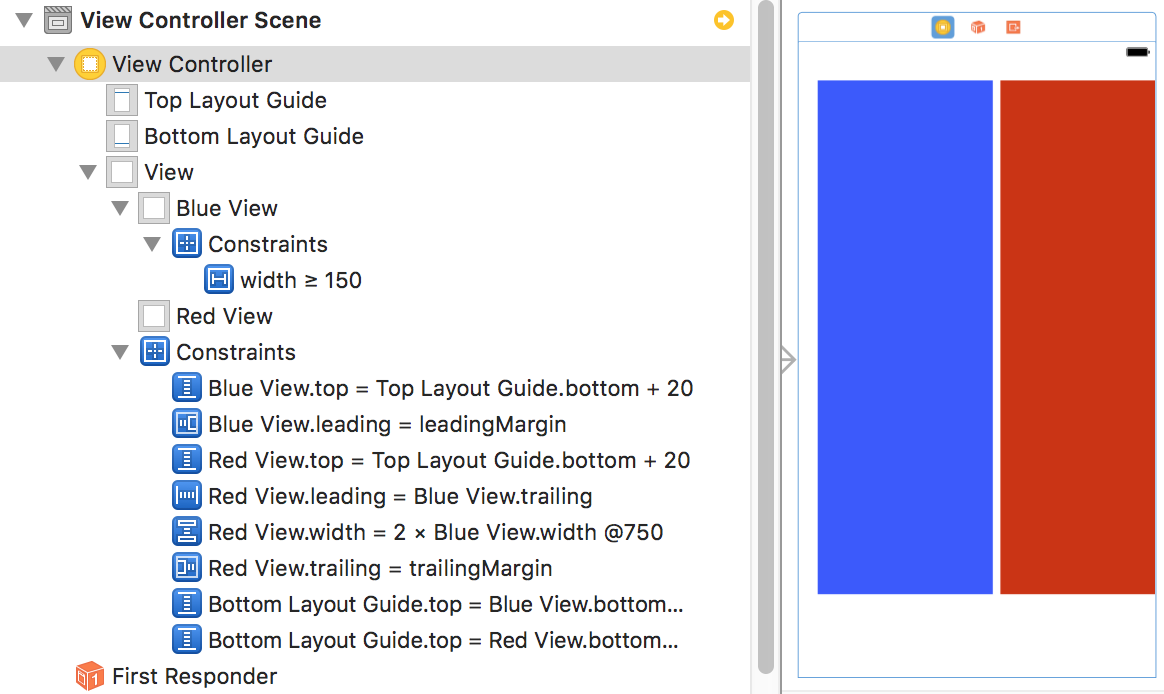 View Controller Scene
View Controller
Top Layout Guide
Bottom Layout Guide
View
Blue View
Constraints
width ≥ 150
Red View
Constraints
Blue View.top = Top Layout Guide.bottom + 20
Blue View.leading = leadingMargin
Red View.top = Top Layout Guide.bottom + 20
Red View.leading = Blue View.trailing
Red View.width = 2 × Blue View.width @750
Red View.trailing = trailingMargin
Bottom Layout Guide.top = Blue View.bottom...
Bottom Layout Guide.top = Red View.bottom...
First Responder